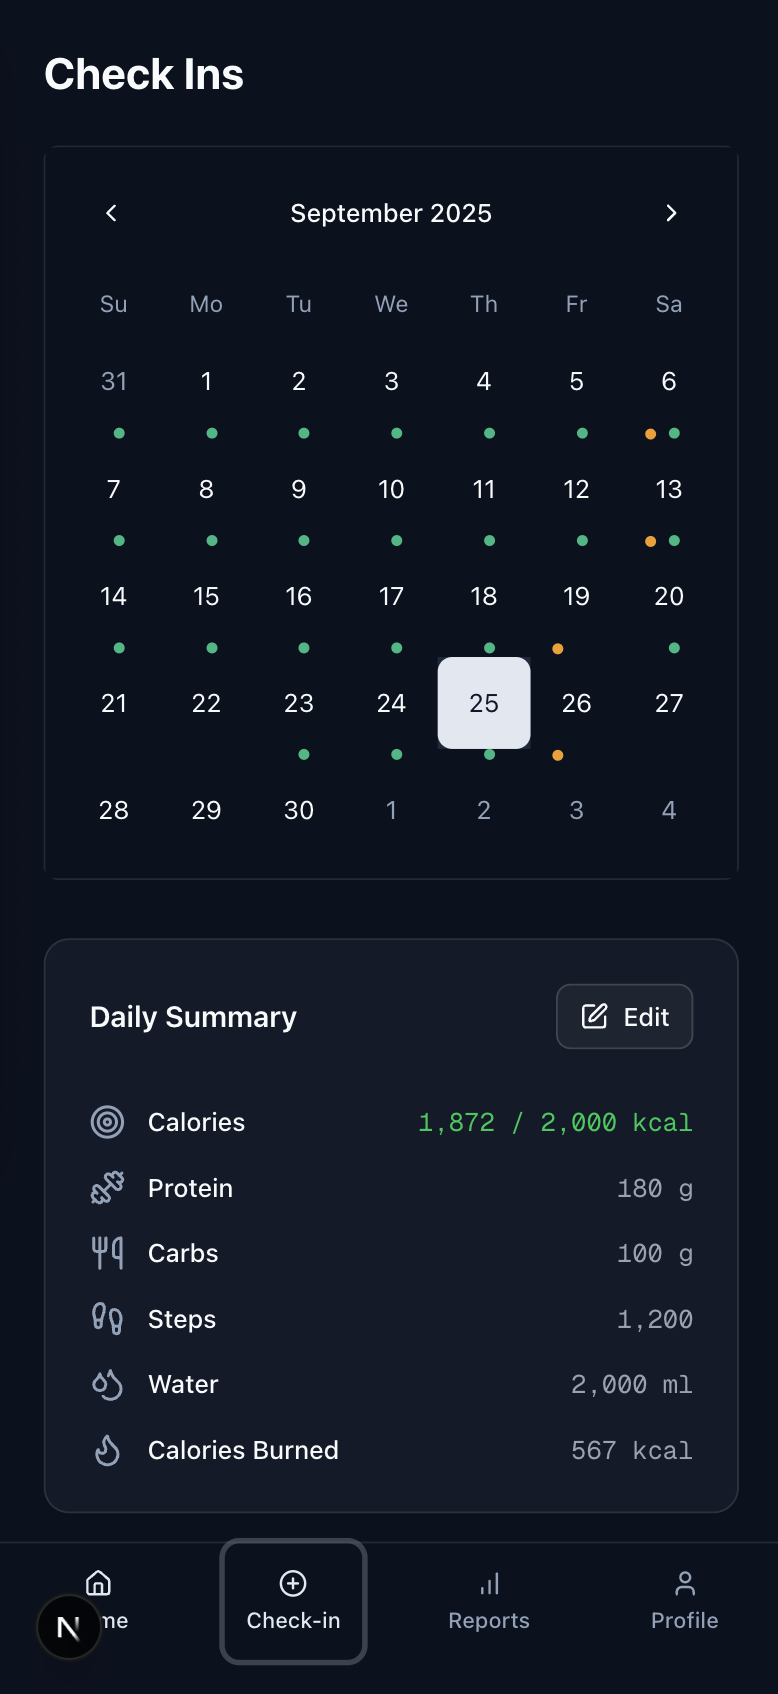 Check Ins
September 2025
Su Mo Tu We Th Fr Sa
31 1 2 3 4 5 6
7 8 9 10 11 12 13
14 15 16 17 18 19 20
21 22 23 24 25 26 27
28 29 30 1 2 3 4
Daily Summary Edit
Calories 1,872 / 2,000 kcal
Protein 180 g
Carbs 100 g
Steps 1,200
Water 2,000 ml
Calories Burned 567 kcal
N me Check-in Reports Profile